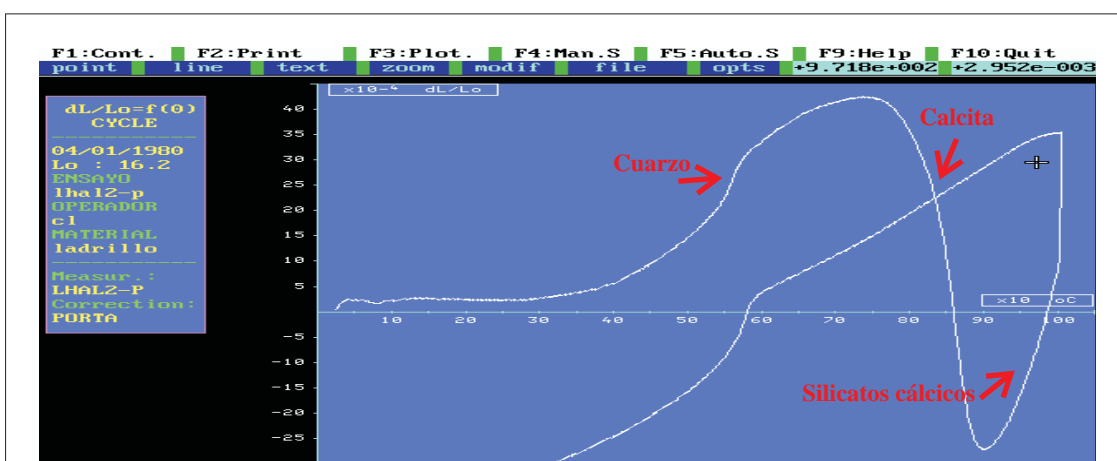 F1:Cont. F2:Print F3:Plot. F4:Man.S F5:Auto.S F9:Help F10:Quit
point line text zoom modif file opts +9.718e+002 +2.952e-003
dL/Lo=f(0)
CYCLE
04/01/1980
Lo : 16.2
ENSAYO
lhal2-p
OPERADOR
cl
MATERIAL
ladrillo
Measur.:
LHAL2-P
Correction:
PORTA
x10-4 dL/Lo
40
35
30
25
20
15
10
5
-5
-10
-15
-20
-25
Cuarzo
Calcita
Silicatos cálcicos
x10 oC
10 20 30 40 50 60 70 80 90 100